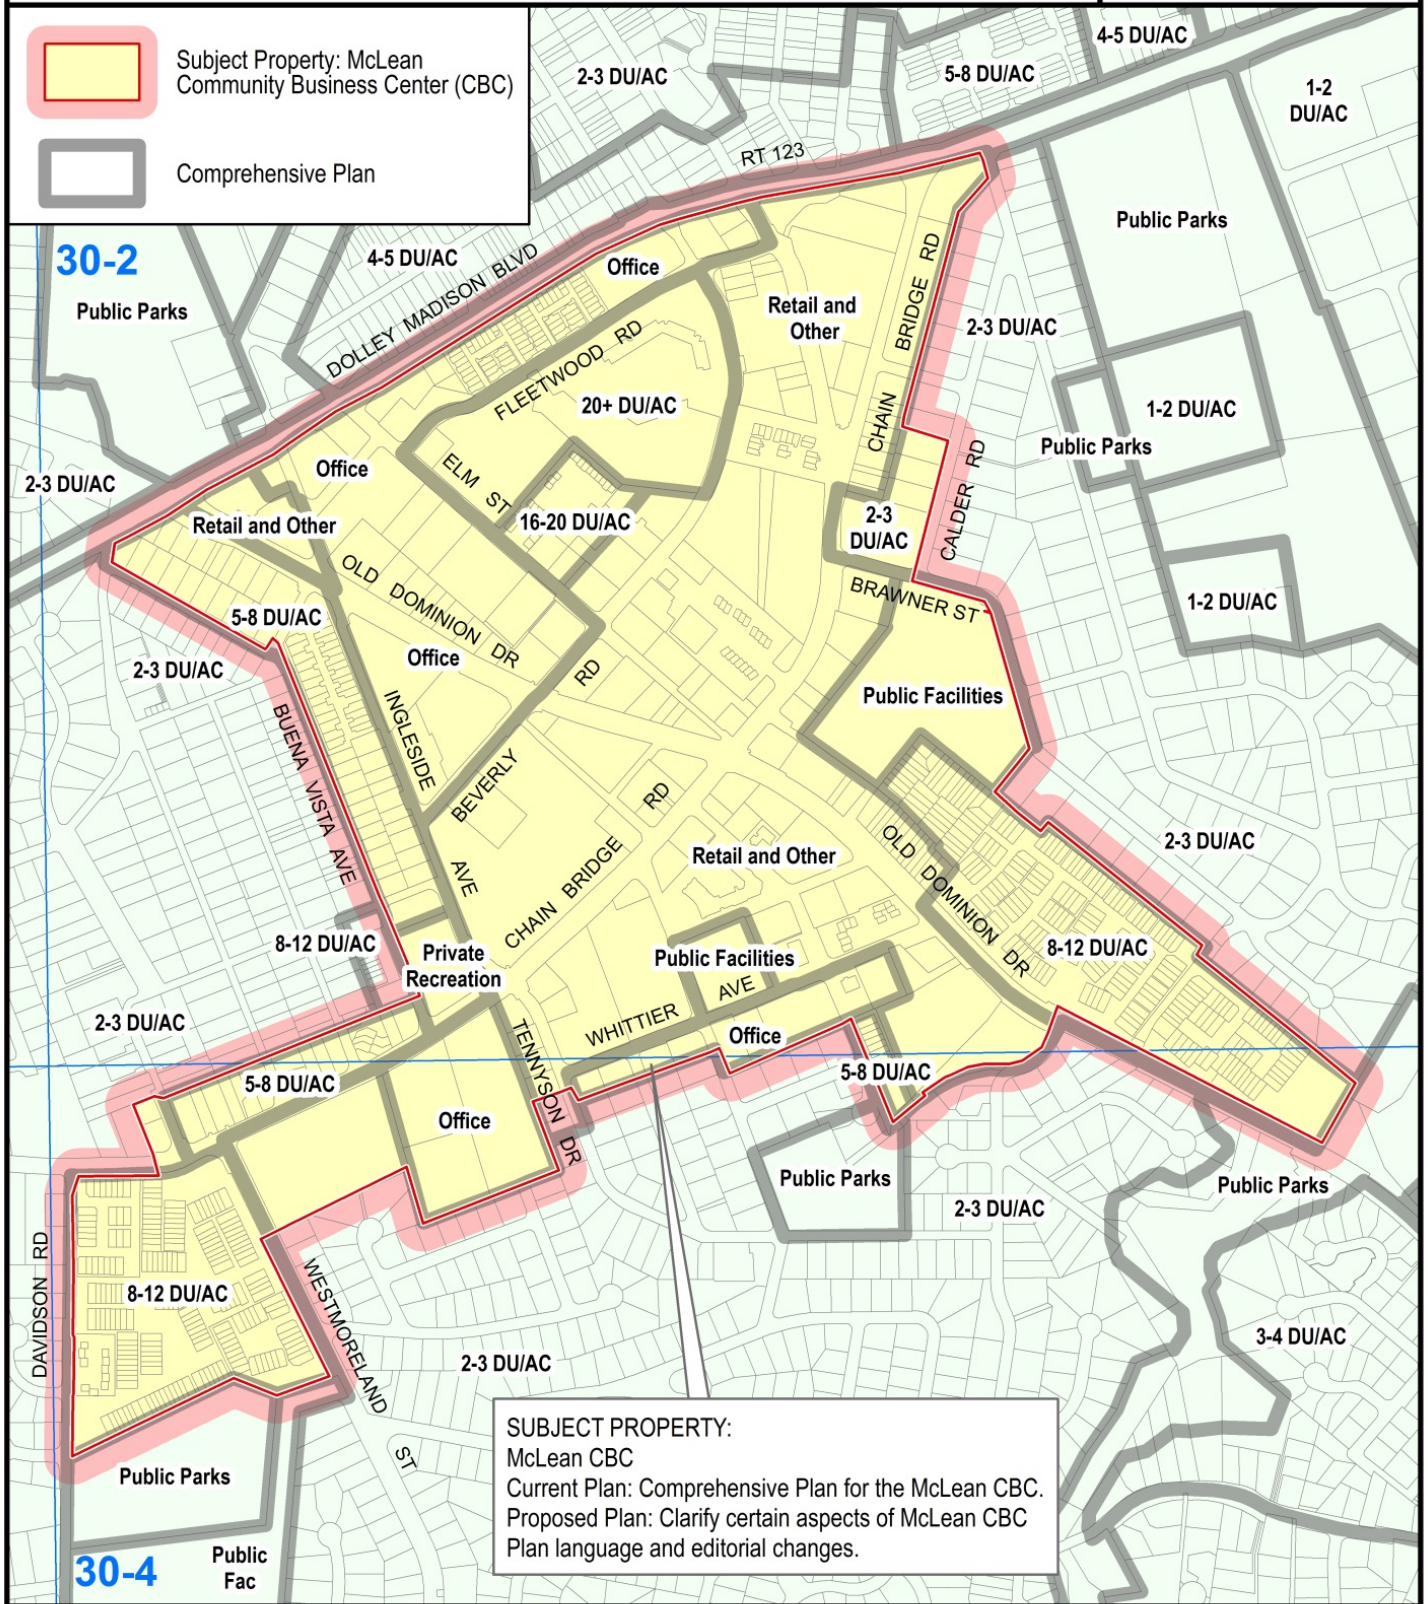 Subject Property: McLean
Community Business Center (CBC)
Comprehensive Plan
4-5 DU/AC
2-3 DU/AC
5-8 DU/AC
1-2
DU/AC
RT 123
Public Parks
30-2
4-5 DU/AC
Office
BRIDGE RD
Public Parks
DOLLEY MADISON BLVD
Retail and
Other
2-3 DU/AC
FLEETWOOD RD
20+ DU/AC
1-2 DU/AC
CHAIN
Public Parks
Office
2-3 DU/AC
ELM ST
CALDER RD
Retail and Other
16-20 DU/AC
2-3
DU/AC
OLD DOMINION DR
BRAWNER ST
1-2 DU/AC
5-8 DU/AC
2-3 DU/AC
Office
RD
Public Facilities
BUENA VISTA AVE
INGLESIDE
BEVERLY
RD
AVE
Retail and Other
OLD DOMINION DR
2-3 DU/AC
CHAIN BRIDGE
8-12 DU/AC
Private
Recreation
Public Facilities
8-12 DU/AC
AVE
2-3 DU/AC
WHITTIER
Office
TENNYSON DR
5-8 DU/AC
5-8 DU/AC
Office
Public Parks
Public Parks
2-3 DU/AC
DAVIDSON RD
8-12 DU/AC
WESTMORELAND
ST
2-3 DU/AC
3-4 DU/AC
SUBJECT PROPERTY:
McLean CBC
Current Plan: Comprehensive Plan for the McLean CBC.
Proposed Plan: Clarify certain aspects of McLean CBC
Plan language and editorial changes.
Public Parks
30-4
Public
Fac